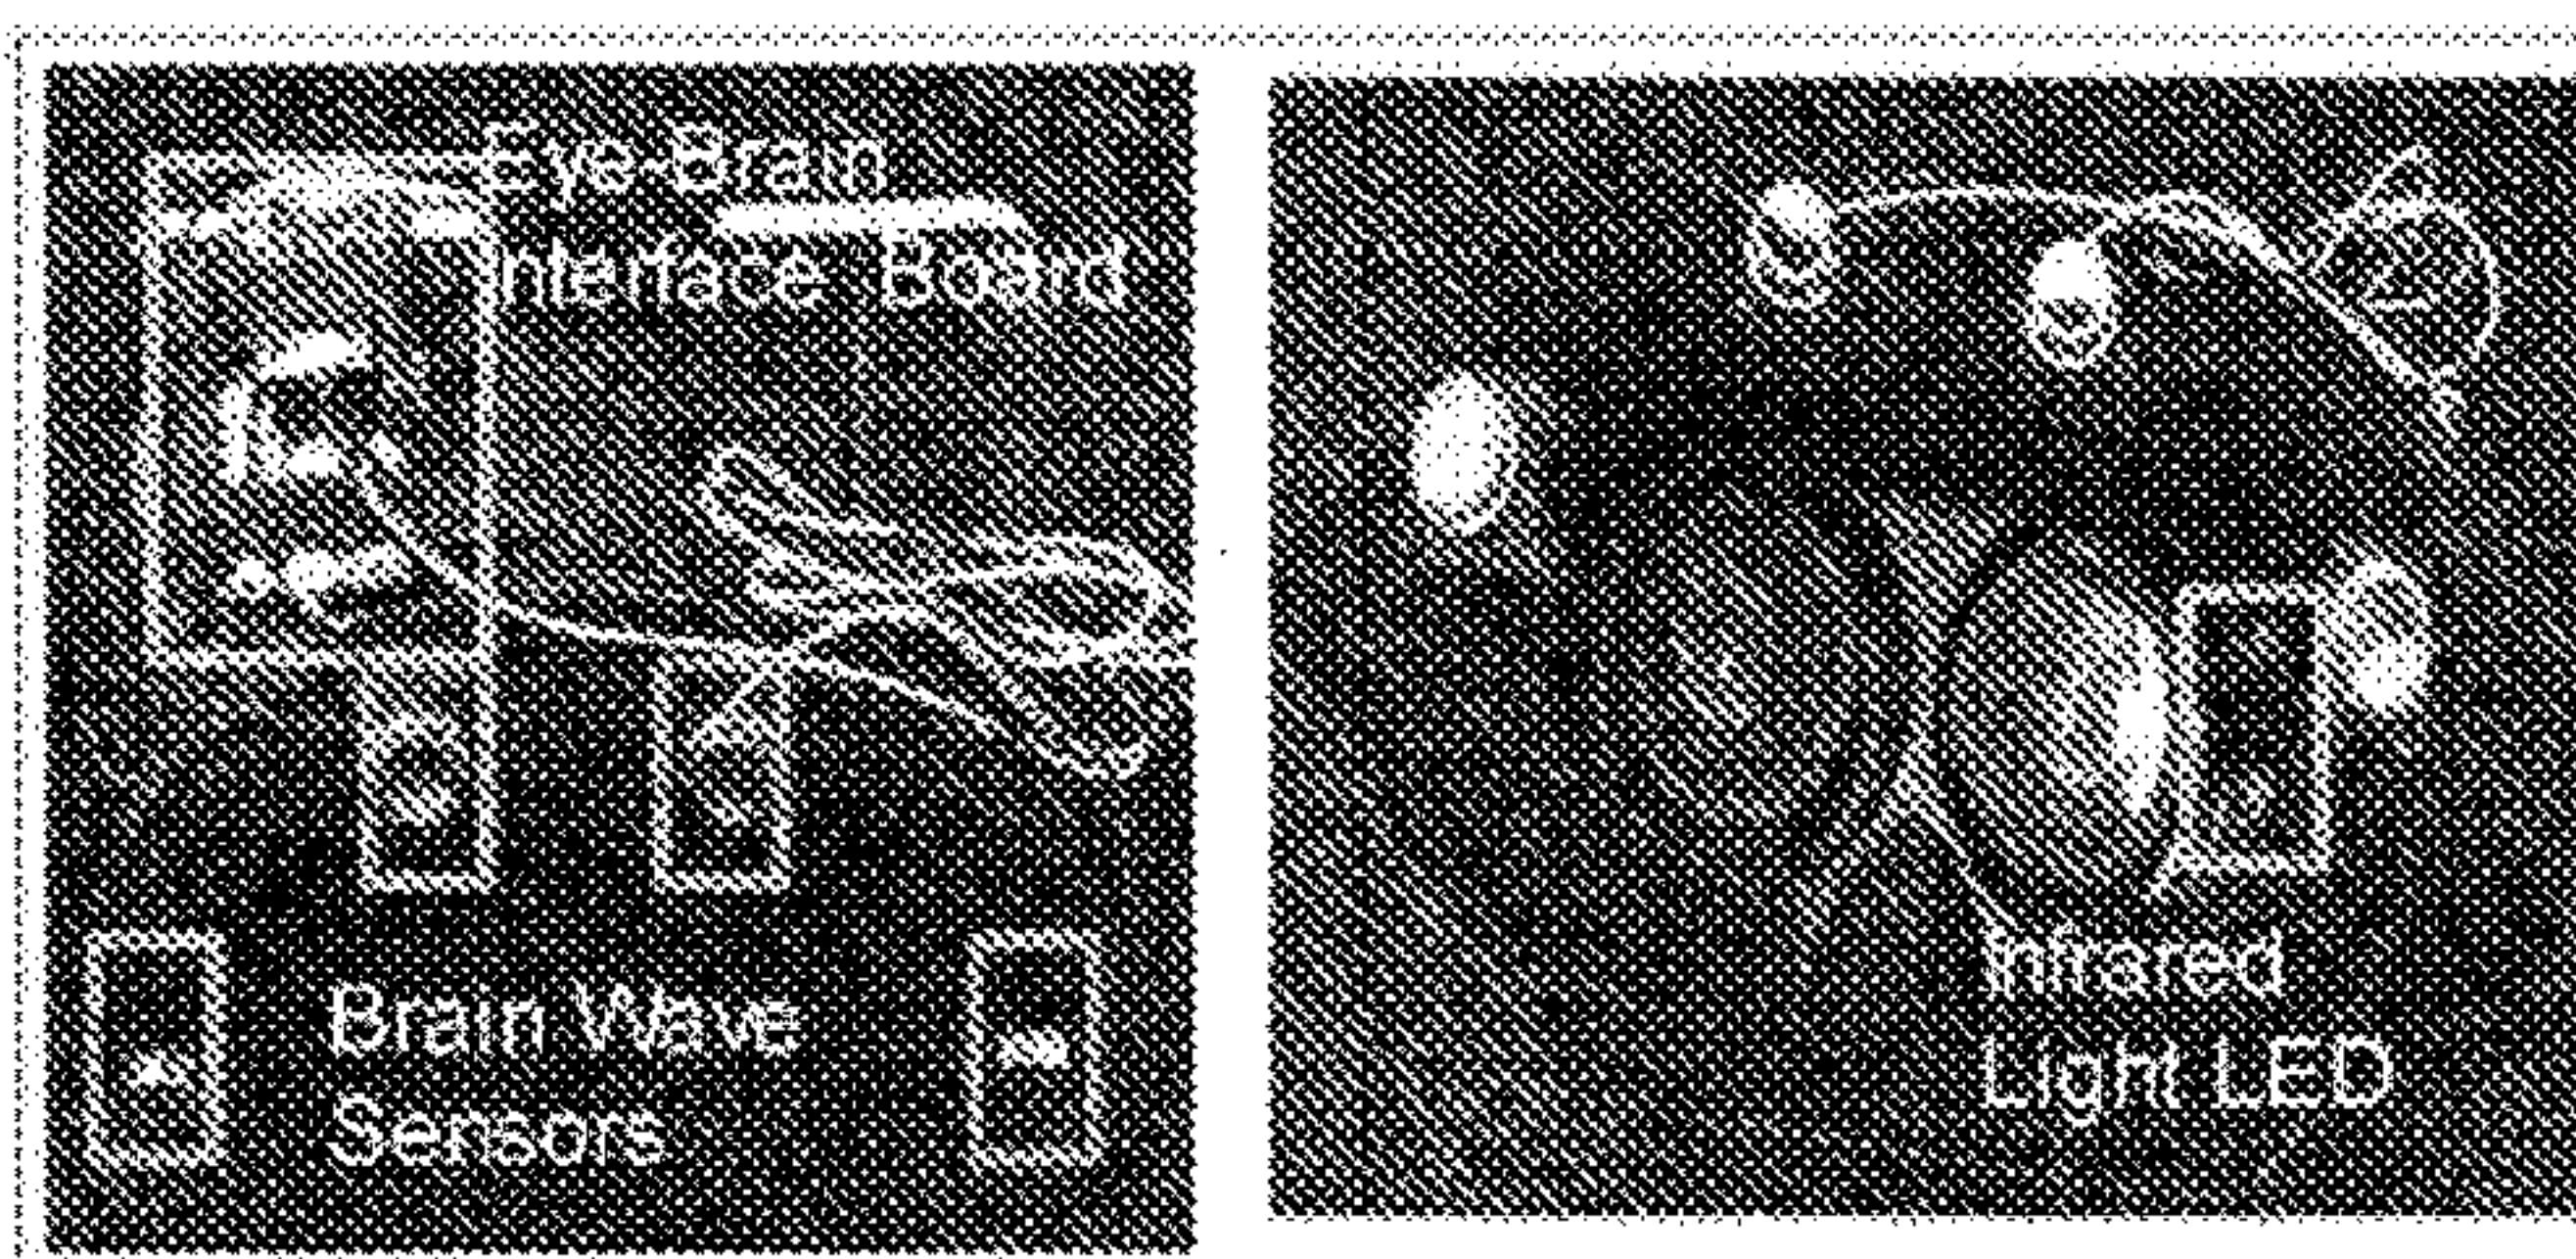 Eye-Brain
Interface Board
Brain Wave
Sensors
Infrared
Light LED